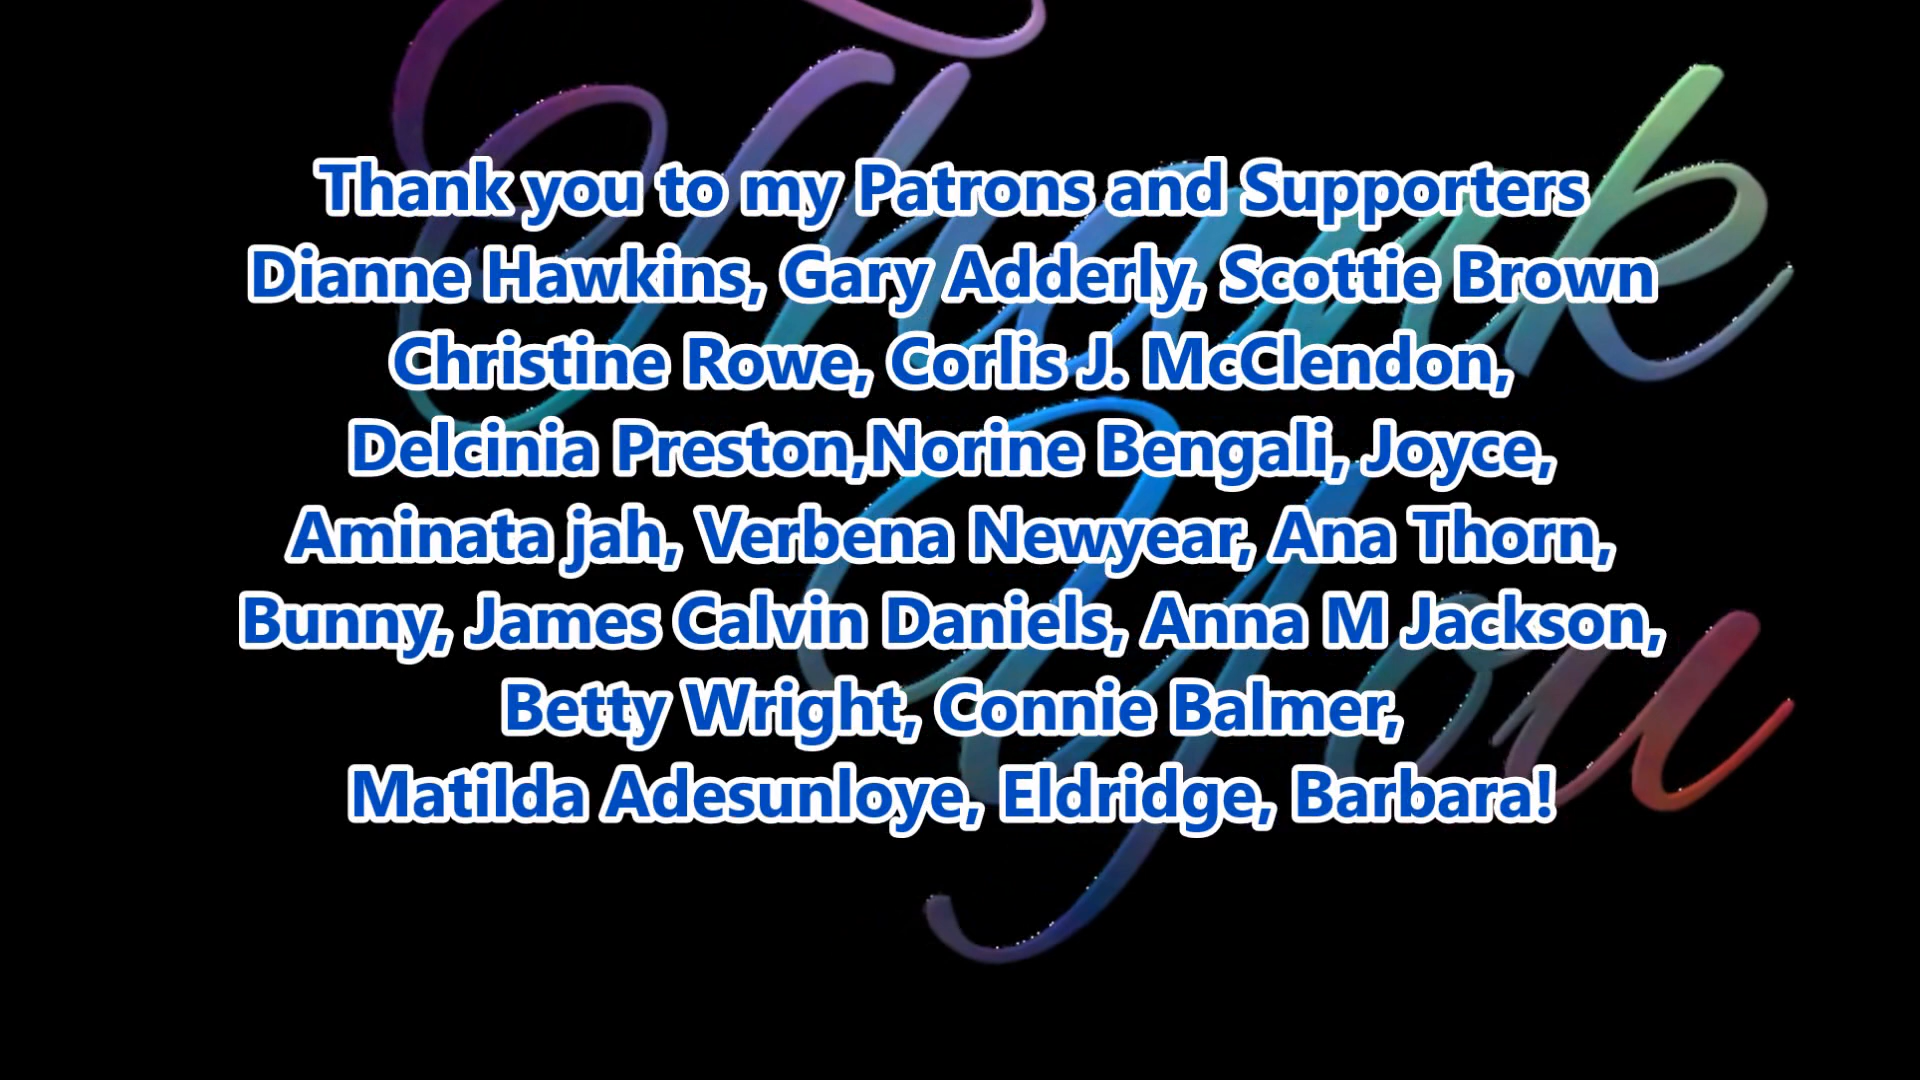 Thank you to my Patrons and Supporters
Dianne Hawkins, Gary Adderly, Scottie Brown
Christine Rowe, Corlis J. McClendon,
Delcinia Preston,Norine Bengali, Joyce,
Aminata jah, Verbena Newyear, Ana Thorn,
Bunny, James Calvin Daniels, Anna M Jackson,
Betty Wright, Connie Balmer,
Matilda Adesunloye, Eldridge, Barbara!
Thank
You